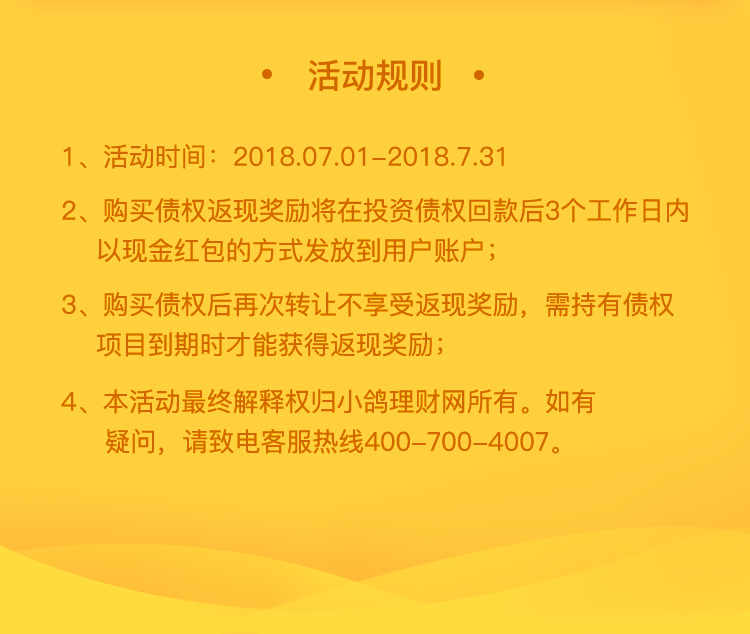 • 活动规则 •
1、活动时间：2018.07.01–2018.7.31
2、购买债权返现奖励将在投资债权回款后3个工作日内
以现金红包的方式发放到用户账户；
3、购买债权后再次转让不享受返现奖励，需持有债权
项目到期时才能获得返现奖励；
4、本活动最终解释权归小鸽理财网所有。如有
疑问，请致电客服热线400–700–4007。